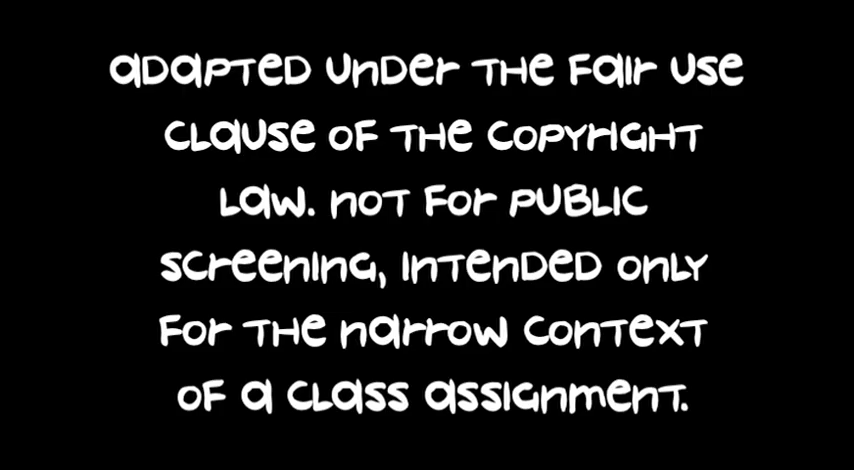 adapted under the fair use
clause of the copyright
law. not for public
screening, intended only
for the narrow context
of a class assignment.